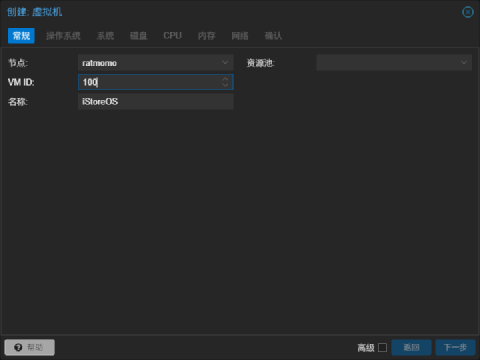 创建: 虚拟机
常规 操作系统 系统 磁盘 CPU 内存 网络 确认
节点: ratmomo 资源池:
VM ID: 100
名称: iStoreOS
帮助 高级 返回 下一步